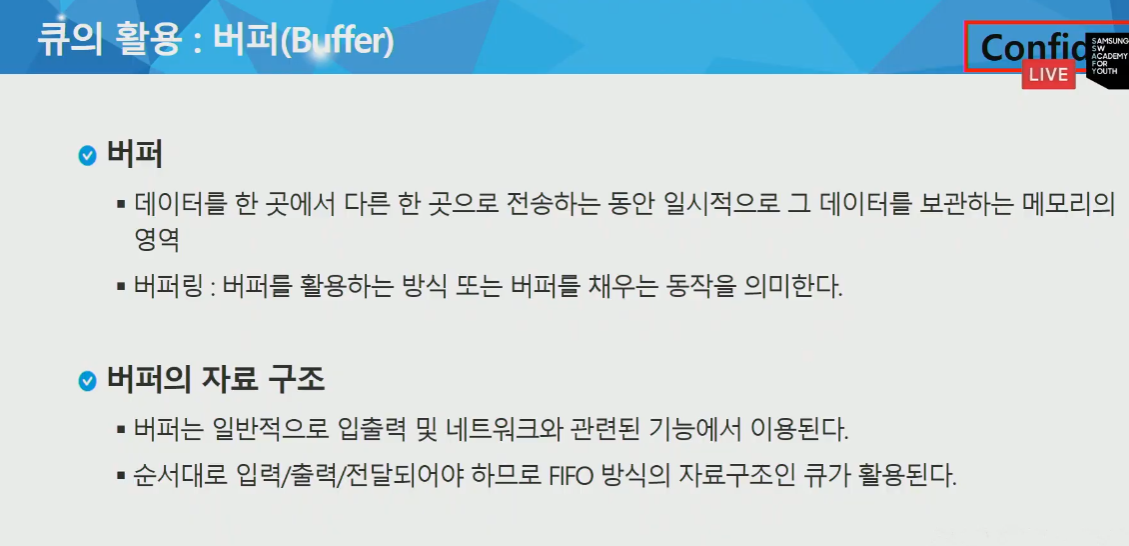 큐의 활용 : 버퍼(Buffer)
Confid
LIVE
SAMSUNG
SW
ACADEMY
FOR
YOUTH
버퍼
▪ 데이터를 한 곳에서 다른 한 곳으로 전송하는 동안 일시적으로 그 데이터를 보관하는 메모리의
영역
▪ 버퍼링 : 버퍼를 활용하는 방식 또는 버퍼를 채우는 동작을 의미한다.
버퍼의 자료 구조
▪ 버퍼는 일반적으로 입출력 및 네트워크와 관련된 기능에서 이용된다.
▪ 순서대로 입력/출력/전달되어야 하므로 FIFO 방식의 자료구조인 큐가 활용된다.